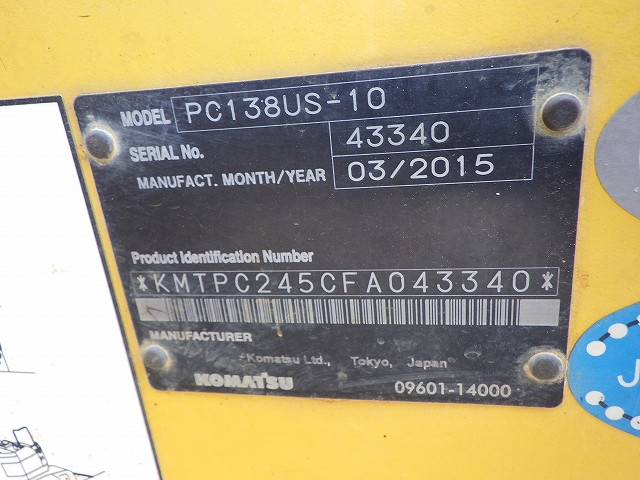 MODEL PC138US-10
SERIAL No. 43340
MANUFACT. MONTH/YEAR 03/2015
Product Identification Number
*KMTPC245CFA043340*
MANUFACTURER
Komatsu Ltd., Tokyo, Japan
KOMATSU 09601-14000
J